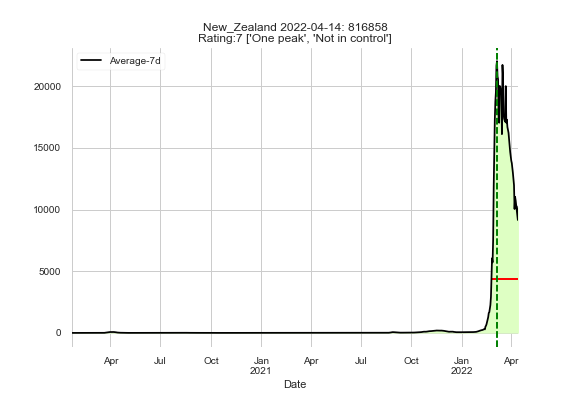 New_Zealand 2022-04-14: 816858
Rating:7 ['One peak', 'Not in control']
Average-7d
20000
15000
10000
5000
0
Apr Jul Oct Jan Apr Jul Oct Jan Apr
2021 2022
Date